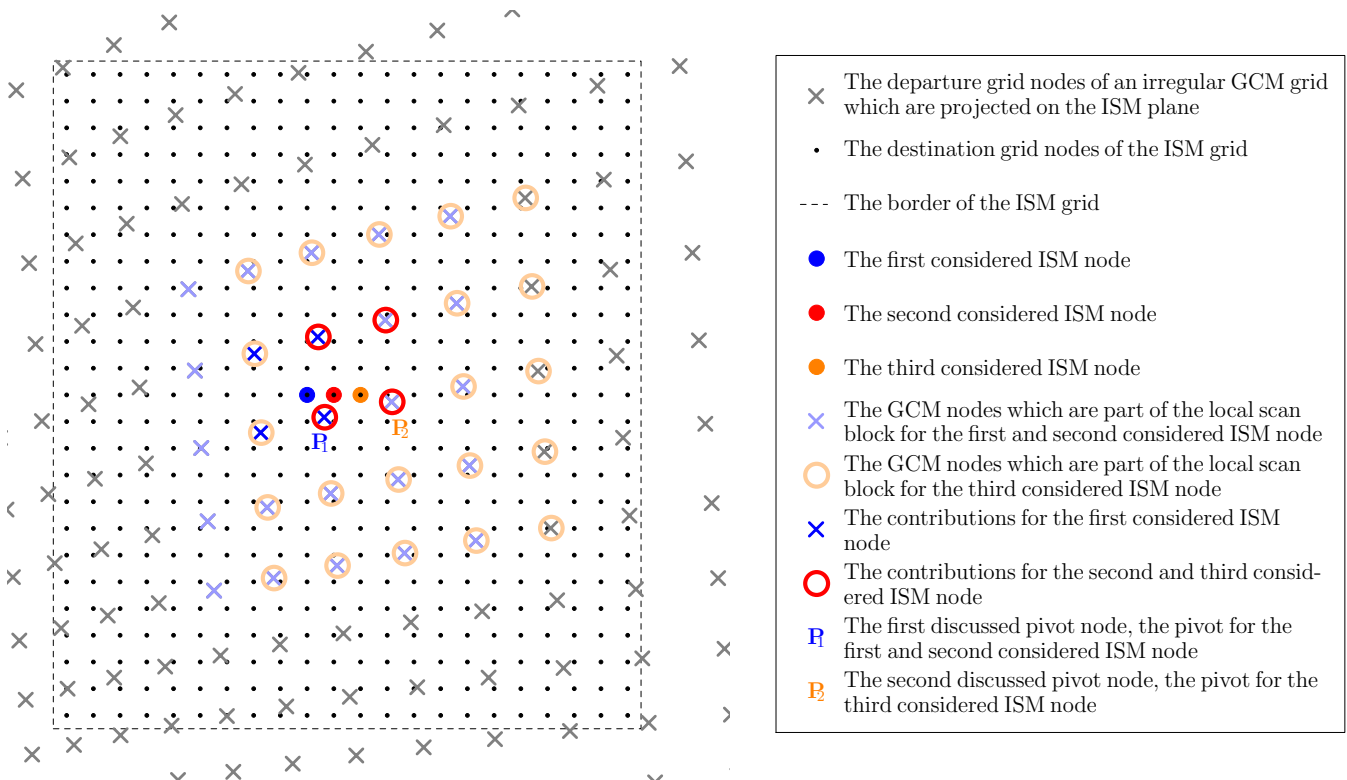 The departure grid nodes of an irregular GCM grid
which are projected on the ISM plane
The destination grid nodes of the ISM grid
The border of the ISM grid
The first considered ISM node
The second considered ISM node
The third considered ISM node
The GCM nodes which are part of the local scan
block for the first and second considered ISM node
The GCM nodes which are part of the local scan
block for the third considered ISM node
The contributions for the first considered ISM
node
The contributions for the second and third consid-
ered ISM node
P1 The first discussed pivot node, the pivot for the
first and second considered ISM node
P2 The second discussed pivot node, the pivot for the
third considered ISM node
P1
P2